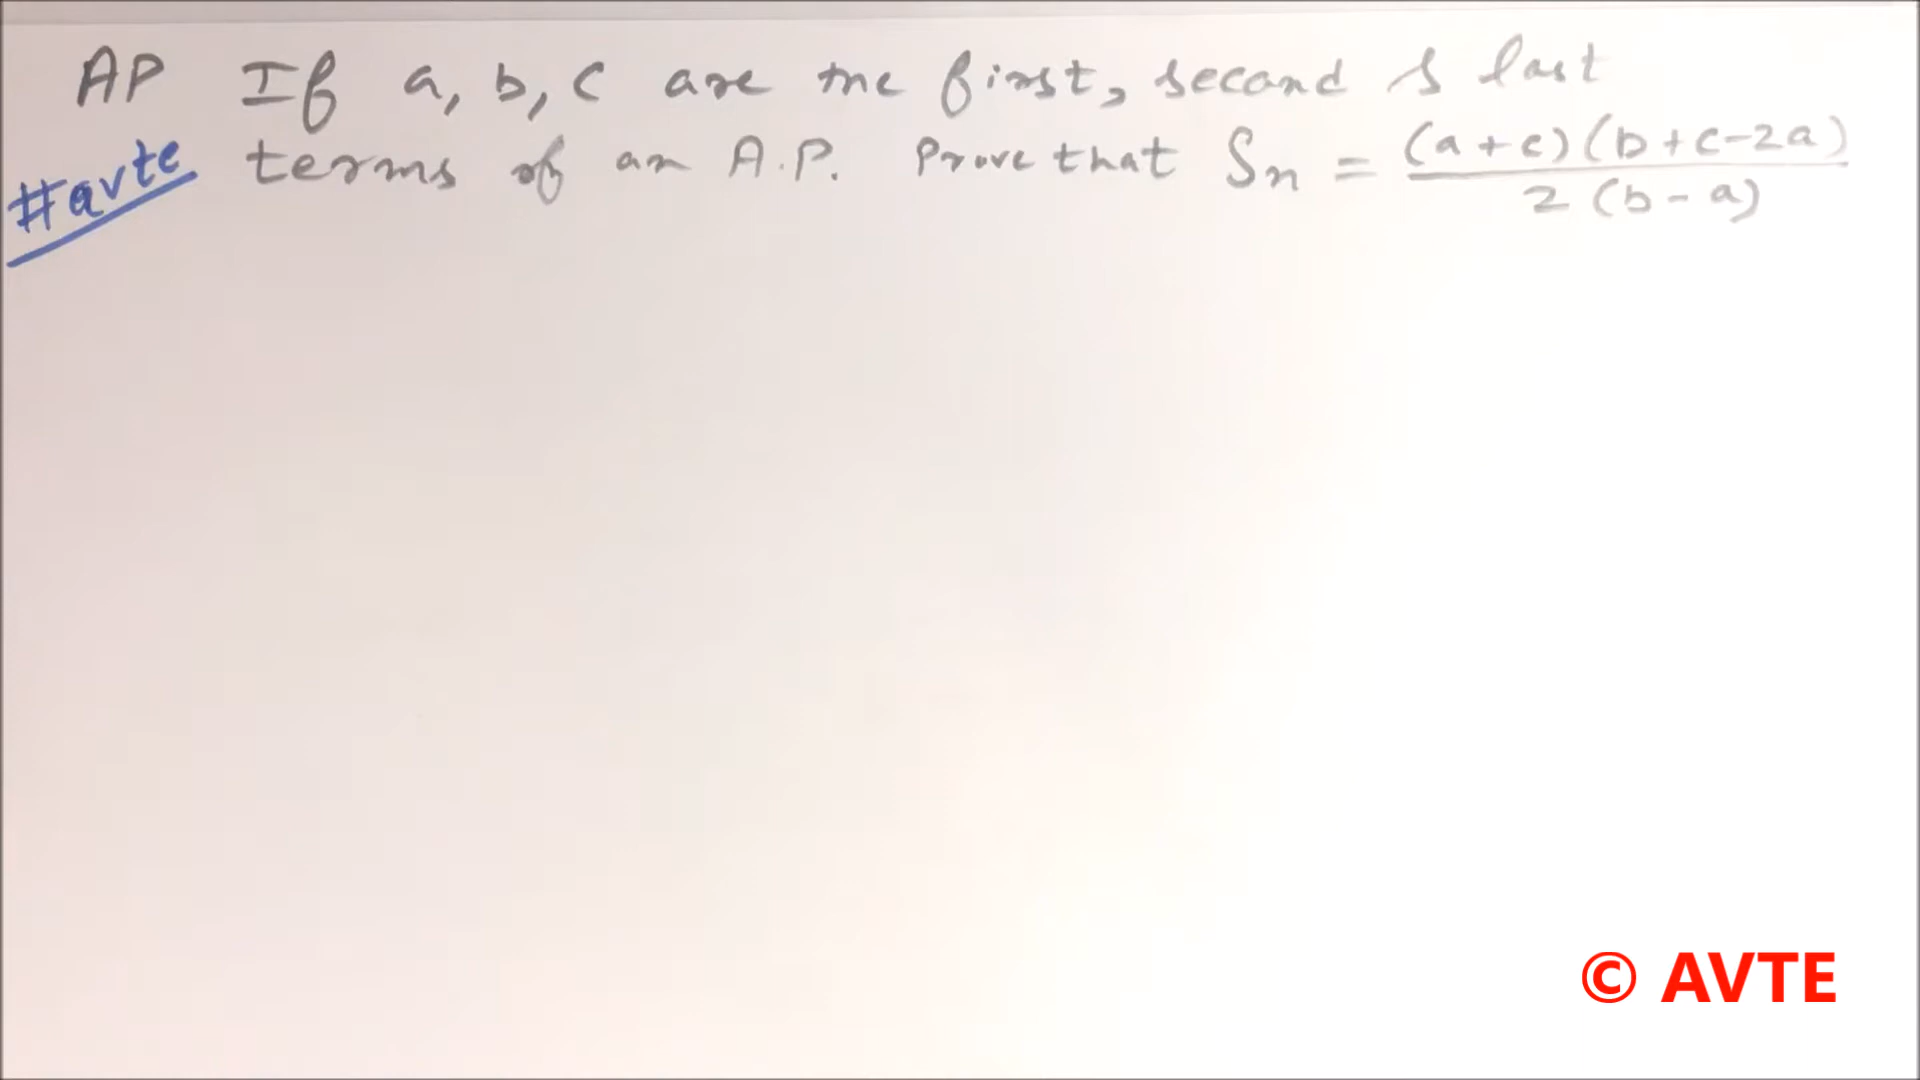 AP If a, b, c are the first, second & last
#avte terms of an A.P. Prove that Sn = (a+c)(b+c-2a) / 2(b-a)
© AVTE